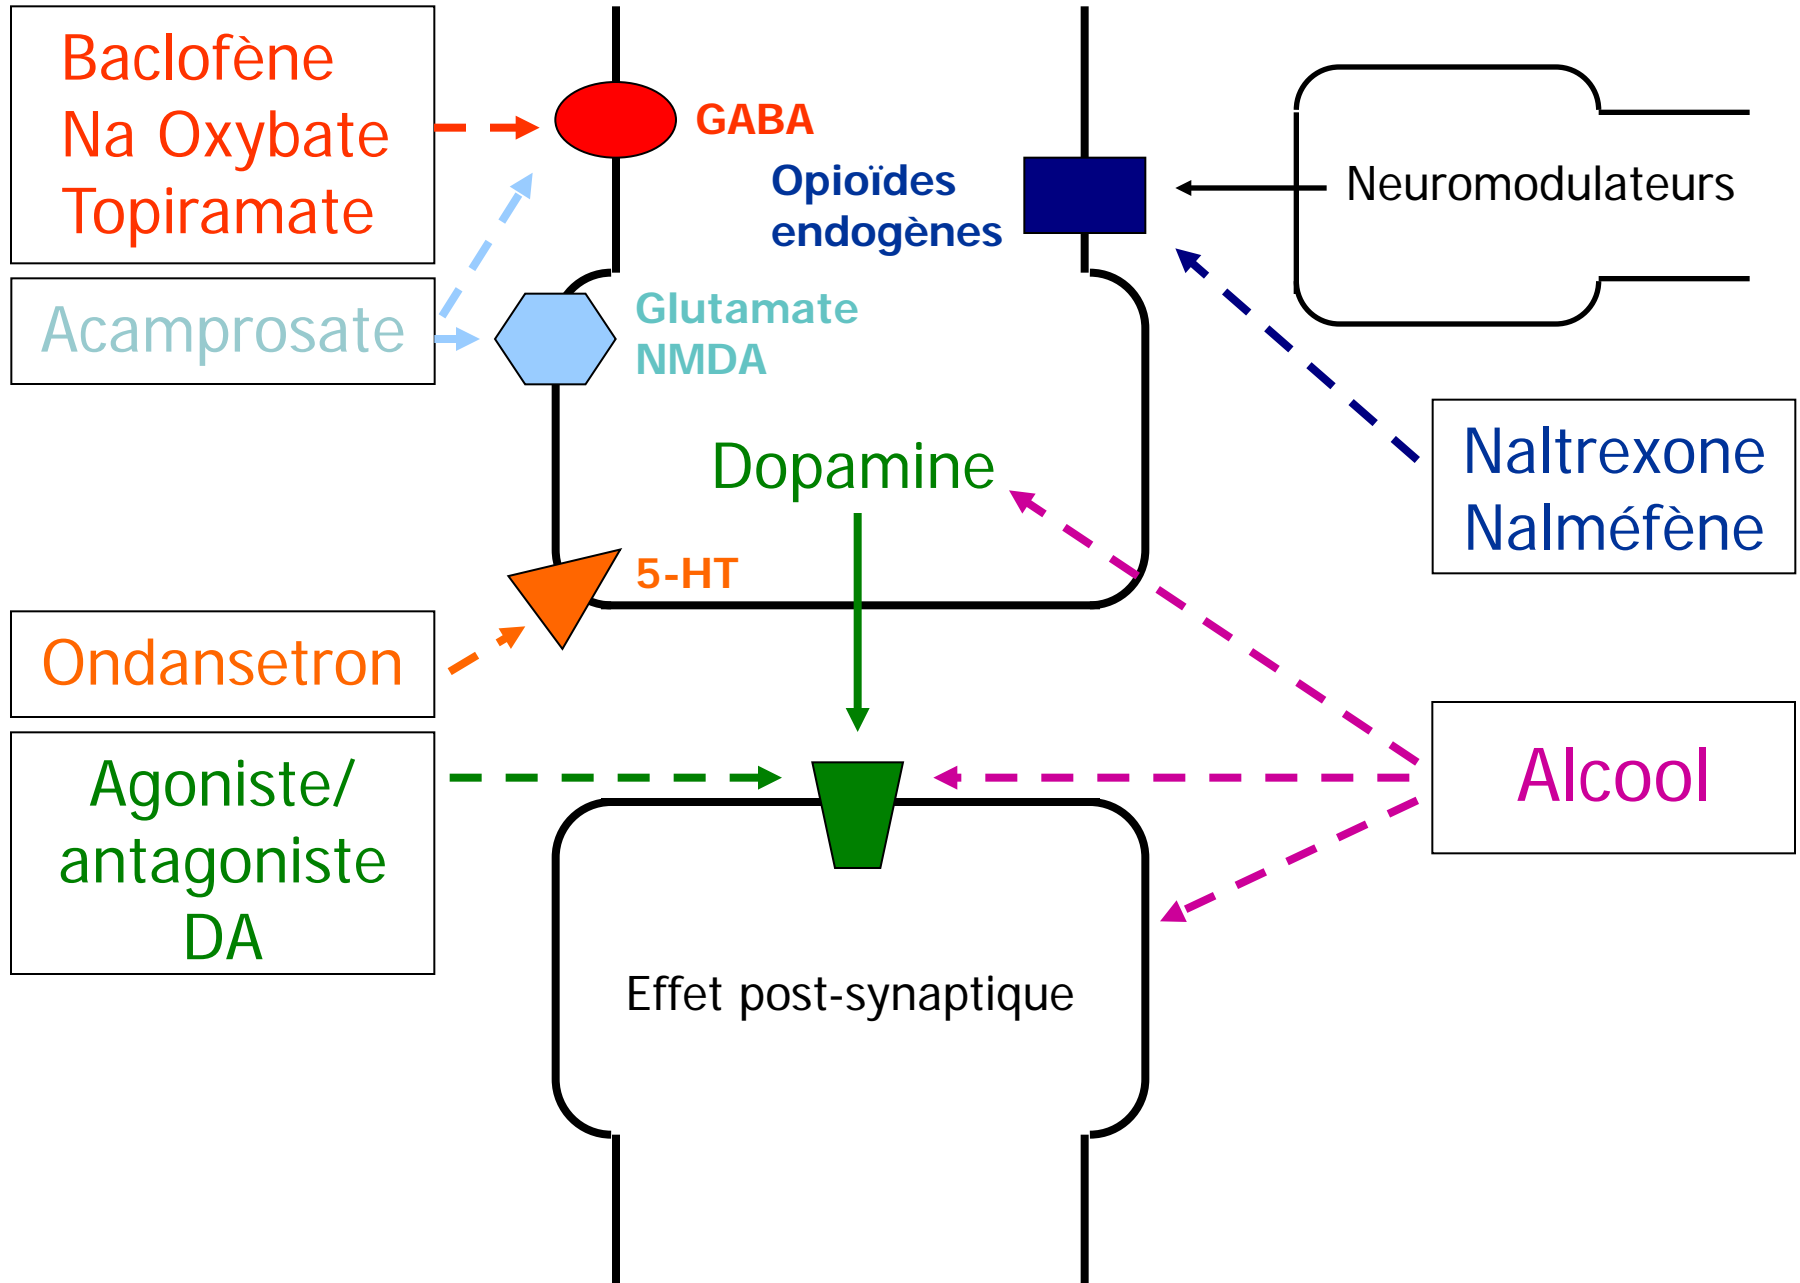 Baclofène
Na Oxybate
Topiramate
GABA
Opioïdes
endogènes
Neuromodulateurs
Acamprosate
Glutamate
NMDA
Dopamine
Naltrexone
Nalméfène
5-HT
Ondansetron
Agoniste/
antagoniste
DA
Alcool
Effet post-synaptique